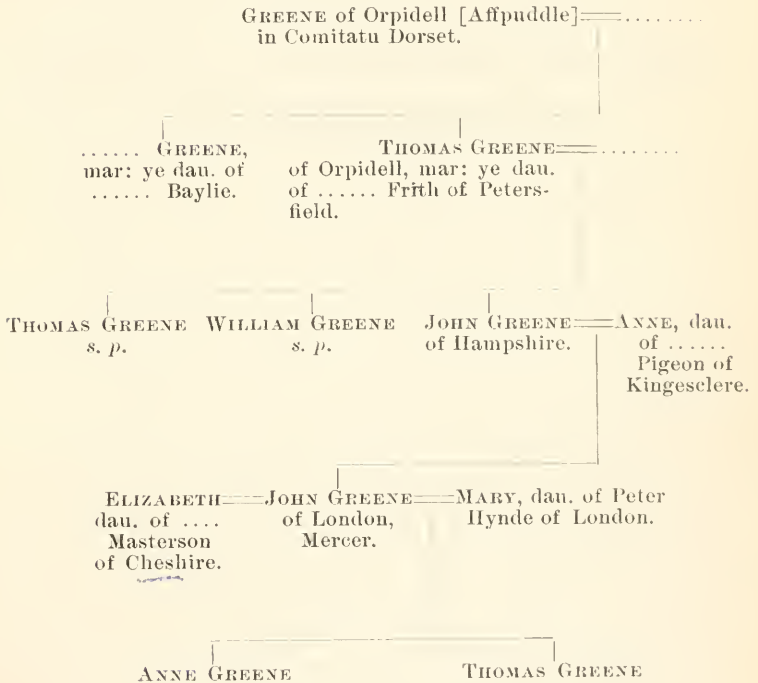 GREENE of Orpidell [Affpuddle] ........
in Comitatu Dorset.
...... GREENE,
mar: ye dau. of
...... Baylie.
THOMAS GREENE ........
of Orpidell, mar: ye dau.
of ...... Frith of Peters-
field.
THOMAS GREENE
s. p.
WILLIAM GREENE
s. p.
JOHN GREENE
of Hampshire.
ANNE, dau.
of ......
Pigeon of
Kingesclere.
ELIZABETH
dau. of ....
Masterson
of Cheshire.
JOHN GREENE
of London,
Mercer.
MARY, dau. of Peter
Hynde of London.
ANNE GREENE
THOMAS GREENE